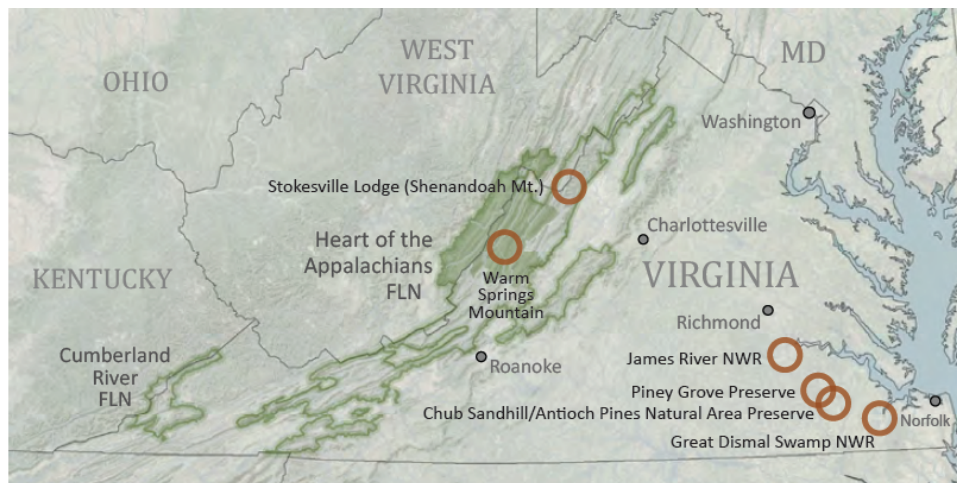 WEST
VIRGINIA
MD
OHIO
Washington
Stokesville Lodge (Shenandoah Mt.)
Charlottesville
Heart of the
Appalachians
FLN
KENTUCKY
VIRGINIA
Warm
Springs
Mountain
Richmond
Cumberland
River
FLN
James River NWR
Roanoke
Piney Grove Preserve
Chub Sandhill/Antioch Pines Natural Area Preserve
Norfolk
Great Dismal Swamp NWR